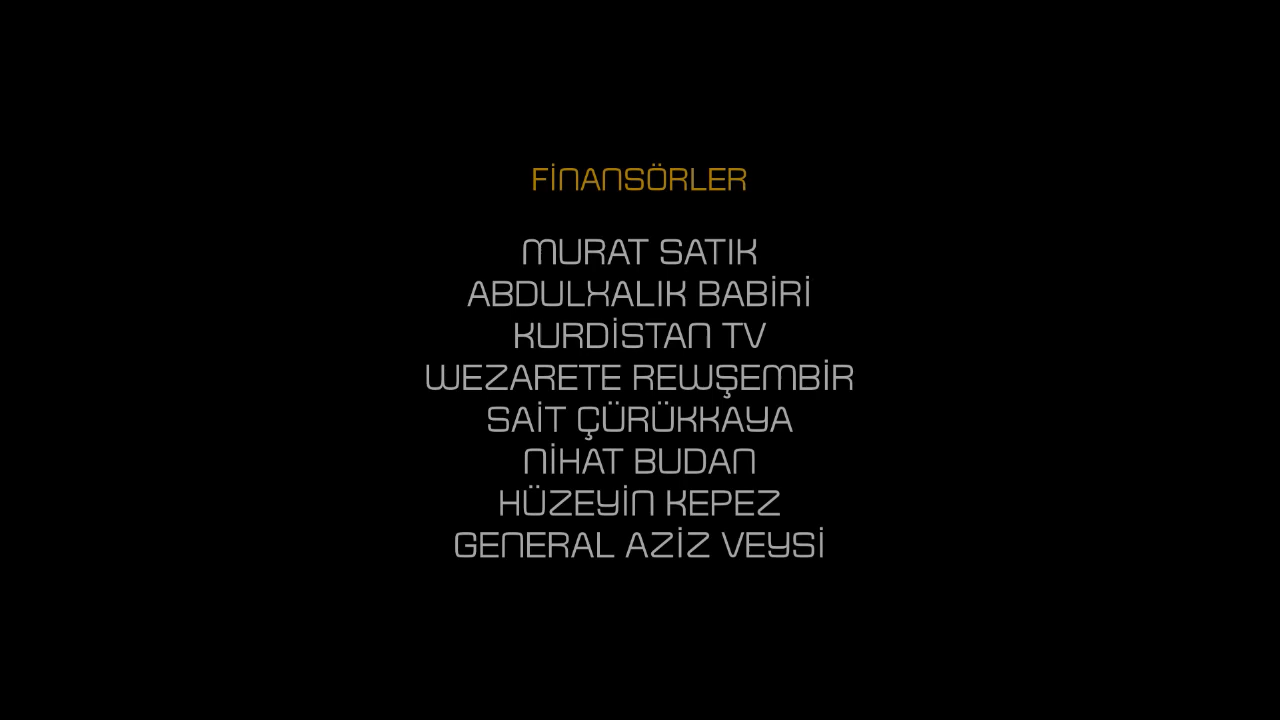 FİNANSÖRLER
MURAT SATIK
ABDULXALIK BABİRİ
KURDİSTAN TV
WEZARETE REWŞEMBİR
SAİT ÇÜRÜKKAYA
NİHAT BUDAN
HÜZEYİN KEPEZ
GENERAL AZİZ VEYSİ